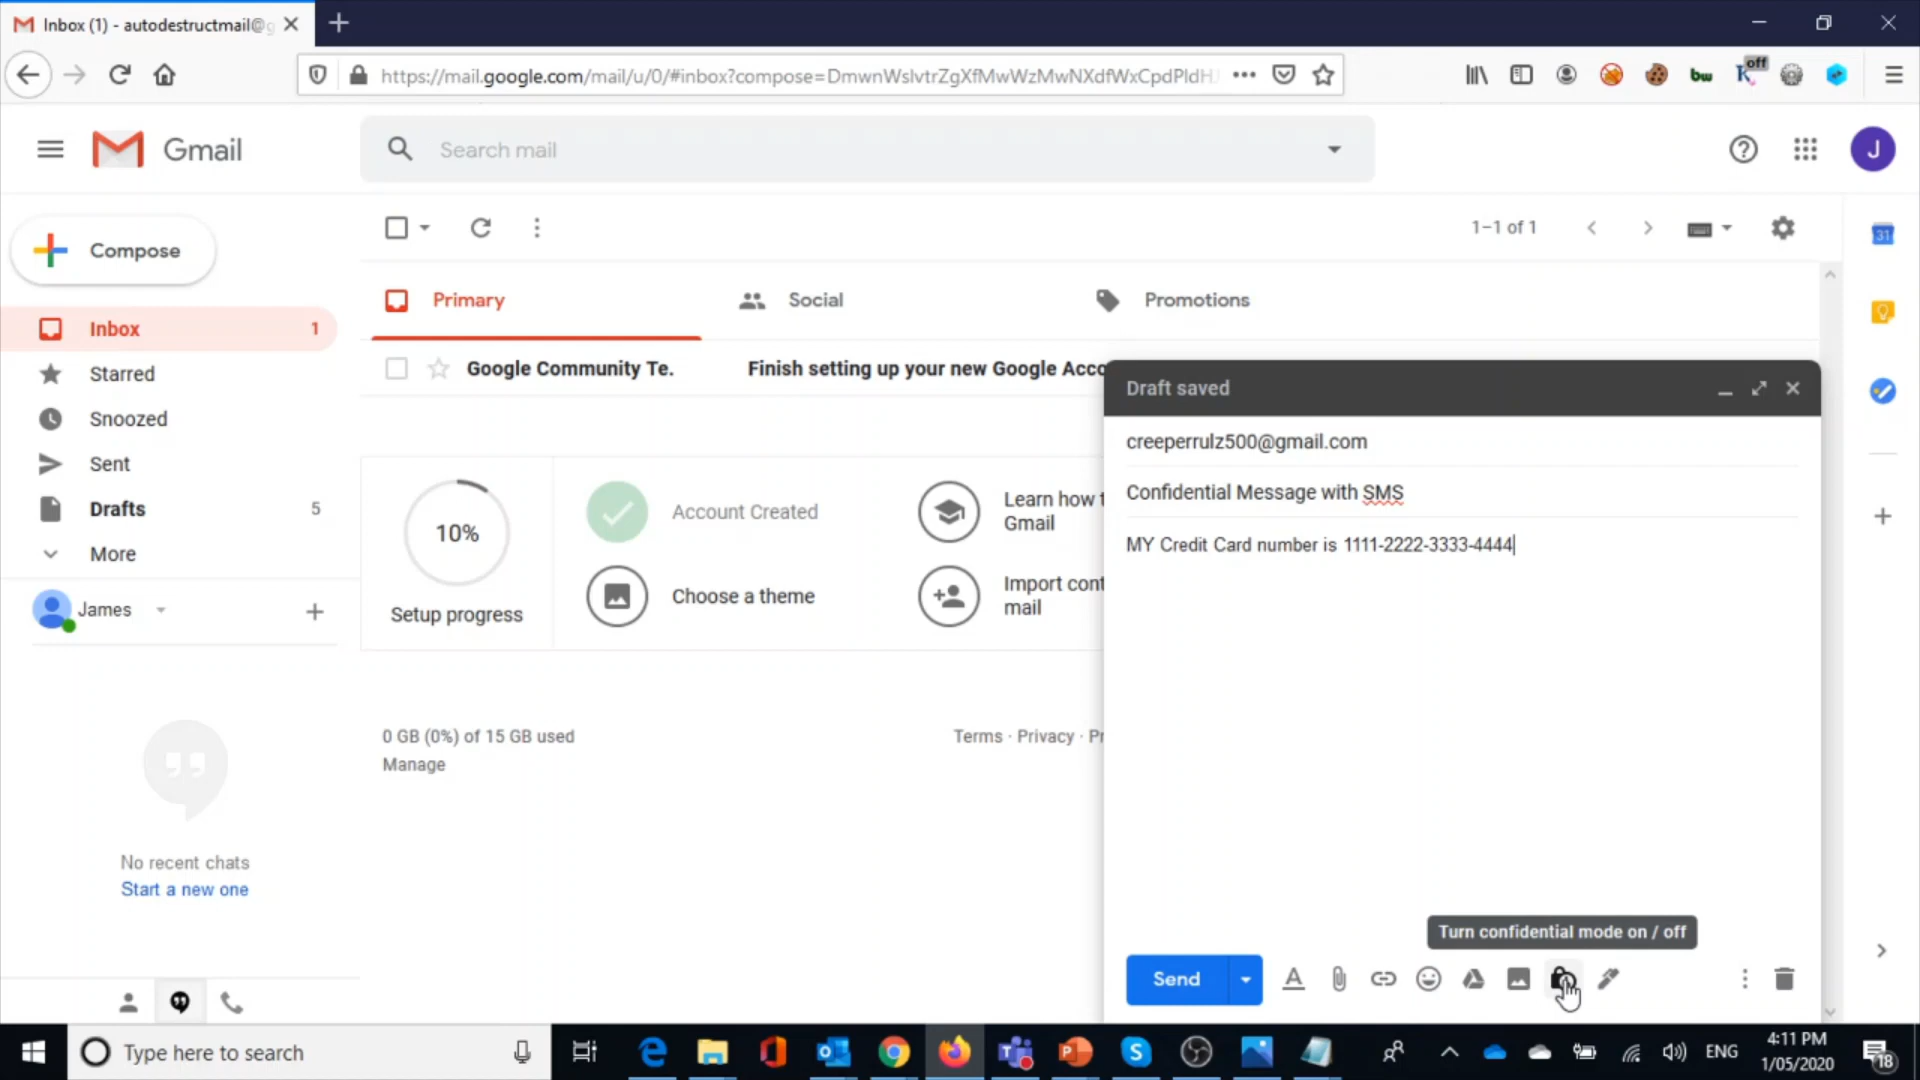 Inbox (1) - autodestructmail@g
https://mail.google.com/mail/u/0/#inbox?compose=DmwnWslvtrZgXfMwWzMwNXdfWxCpdPldH
bw
off
Gmail
Search mail
J
Compose
1–1 of 1
31
Primary
Social
Promotions
Inbox 1
Starred
Snoozed
Sent
Drafts 5
More
Google Community Te. Finish setting up your new Google Acco
Draft saved
creeperrulz500@gmail.com
Confidential Message with SMS
MY Credit Card number is 1111-2222-3333-4444
10%
Setup progress
Account Created
Learn how t
Gmail
Choose a theme
Import cont
mail
James
0 GB (0%) of 15 GB used
Manage
Terms · Privacy · Pr
No recent chats
Start a new one
Turn confidential mode on / off
Send
Type here to search
ENG
4:11 PM
1/05/2020
18